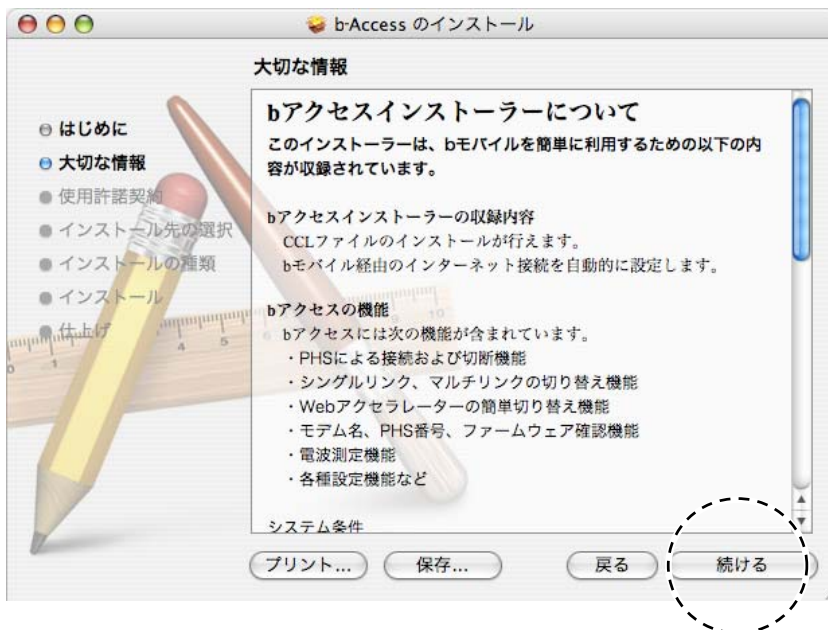 b-Access のインストール
大切な情報
はじめに
大切な情報
使用許諾契約
インストール先の選択
インストールの種類
インストール
仕上げ
bアクセスインストーラーについて
このインストーラーは、bモバイルを簡単に利用するための以下の内
容が収録されています。
bアクセスインストーラーの収録内容
CCLファイルのインストールが行えます。
bモバイル経由のインターネット接続を自動的に設定します。
bアクセスの機能
bアクセスには次の機能が含まれています。
・PHSによる接続および切断機能
・シングルリンク、マルチリンクの切り替え機能
・Webアクセラレーターの簡単切り替え機能
・モデム名、PHS番号、ファームウェア確認機能
・電波測定機能
・各種設定機能など
システム条件
プリント...
保存...
戻る
続ける